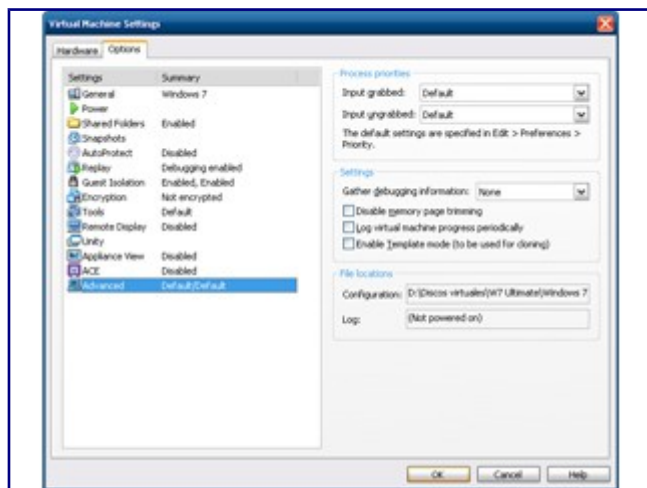 Virtual Machine Settings
Hardware Options
Settings Summary
General Windows 7
Power
Shared Folders Enabled
Snapshots
AutoProtect Disabled
Replay Debugging enabled
Guest Isolation Enabled, Enabled
Encryption Not encrypted
Tools Default
Remote Display Disabled
Unity
Appliance View Disabled
ACE Disabled
Advanced Default/Default
Process priorities
Input grabbed: Default
Input ungrabbed: Default
The default settings are specified in Edit > Preferences >
Priority.
Settings
Gather debugging information: None
Disable memory page trimming
Log virtual machine progress periodically
Enable Template mode (to be used for cloning)
File locations
Configuration: D:\Discos virtuales\W7 Ultimate\Windows 7
Log: (Not powered on)
OK Cancel Help